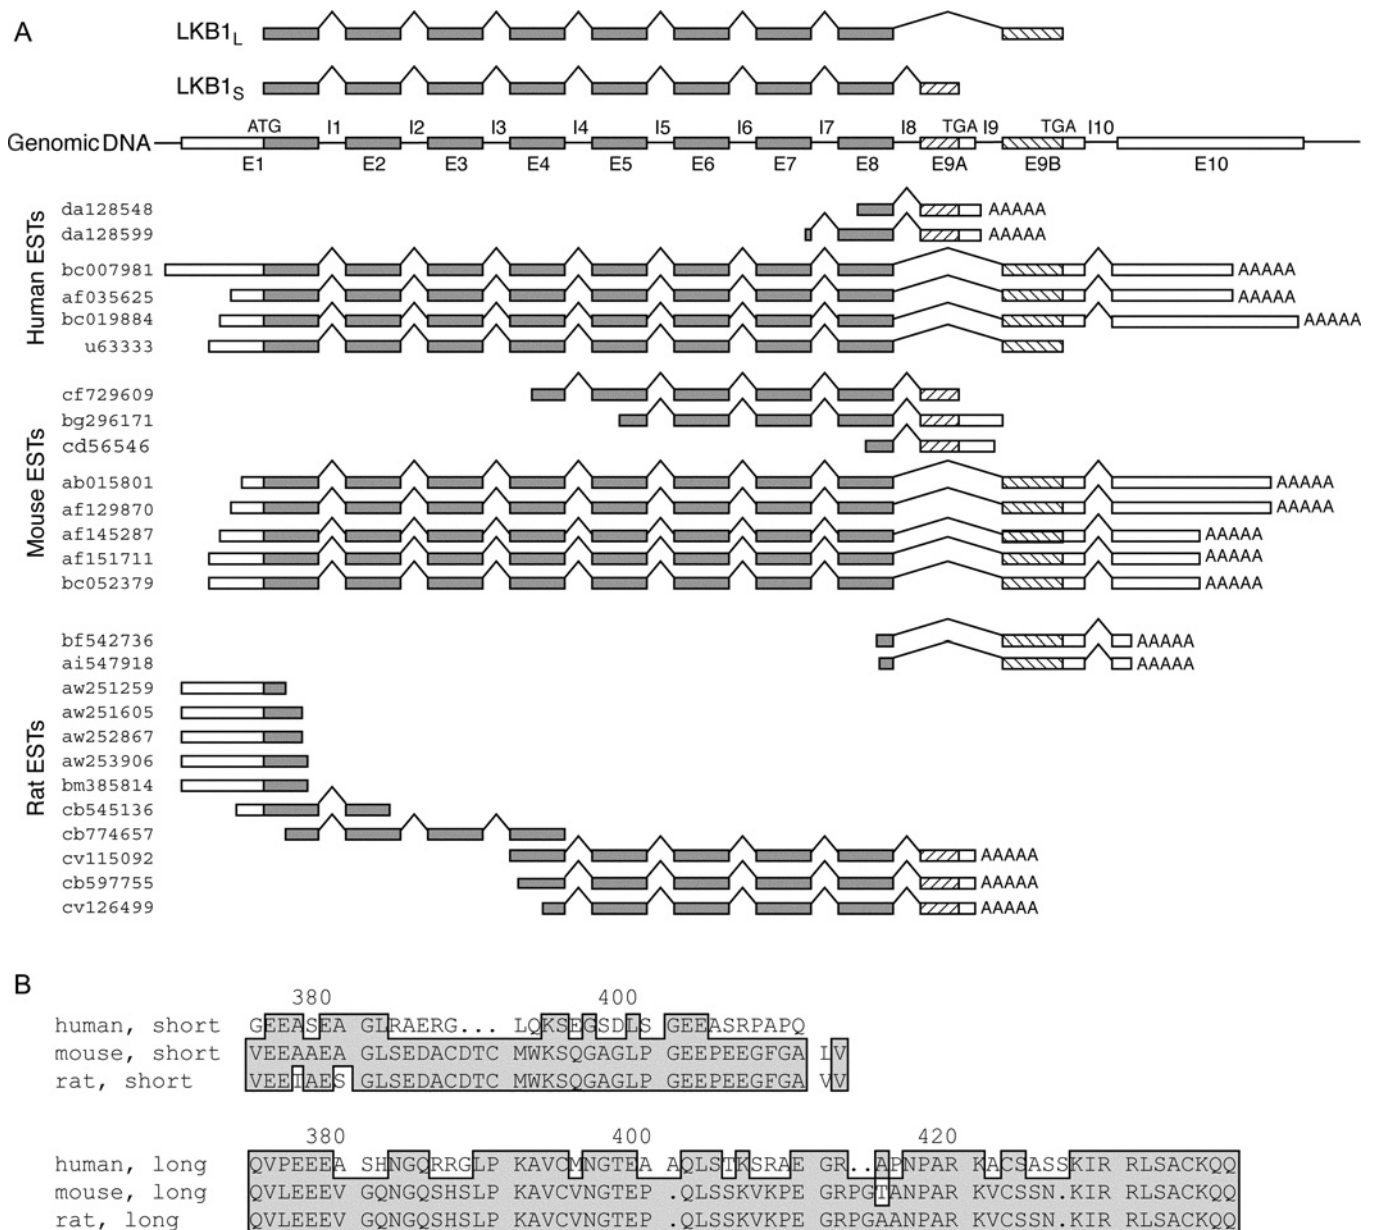 A
LKB1L
LKB1S
ATG I1 I2 I3 I4 I5 I6 I7 I8 TGA I9 TGA I10
Genomic DNA
E1 E2 E3 E4 E5 E6 E7 E8 E9A E9B E10
Human ESTs
da128548 AAAAA
da128599 AAAAA
bc007981 AAAAA
af035625 AAAAA
bc019884 AAAAA
u63333
Mouse ESTs
cf729609
bg296171
cd56546
ab015801 AAAAA
af129870 AAAAA
af145287 AAAAA
af151711 AAAAA
bc052379 AAAAA
Rat ESTs
bf542736 AAAAA
ai547918 AAAAA
aw251259
aw251605
aw252867
aw253906
bm385814
cb545136
cb774657
cv115092 AAAAA
cb597755 AAAAA
cv126499 AAAAA
B
380 400
human, short GEEASEA GLRAERG... LQKSEGSDLS GEEASRPAPQ
mouse, short VEEAAEA GLSEDACDTC MWKSQGAGLP GEEPEEGFGA LV
rat, short VEETAES GLSEDACDTC MWKSQGAGLP GEEPEEGFGA VV
380 400 420
human, long QVPEEEA SHNGQRRGLP KAVCMNGTEA AQLSTKSRAE GR..APNPAR KACSASSKIR RLSACKQQ
mouse, long QVLEEEV GQNGQSHSLP KAVCVNGTEP .QLSSKVKPE GRPGTANPAR KVCSSN.KIR RLSACKQQ
rat, long QVLEEEV GQNGQSHSLP KAVCVNGTEP .QLSSKVKPE GRPGAANPAR KVCSSN.KIR RLSACKQQ